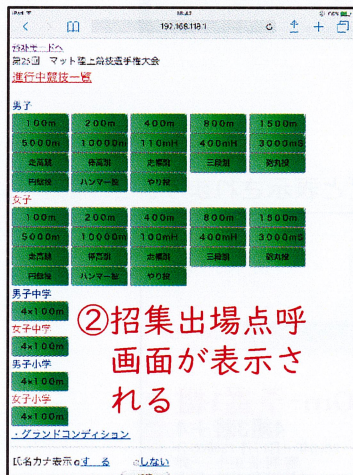 192.168.118.1
テストモードへ
第25回 マット陸上競技選手権大会
進行中競技一覧
男子
100m 200m 400m 800m 1500m
5000m 10000m 110mH 400mH 3000mS
走高跳 棒高跳 走幅跳 三段跳 砲丸投
円盤投 ハンマー投 やり投
女子
100m 200m 400m 800m 1500m
5000m 10000m 100mH 400mH 3000mS
走高跳 棒高跳 走幅跳 三段跳 砲丸投
円盤投 ハンマー投 やり投
男子中学
4×100m
女子中学
4×100m
男子小学
4×100m
女子小学
4×100m
②招集出場点呼
画面が表示さ
れる
・グランドコンディション
氏名カナ表示 する しない